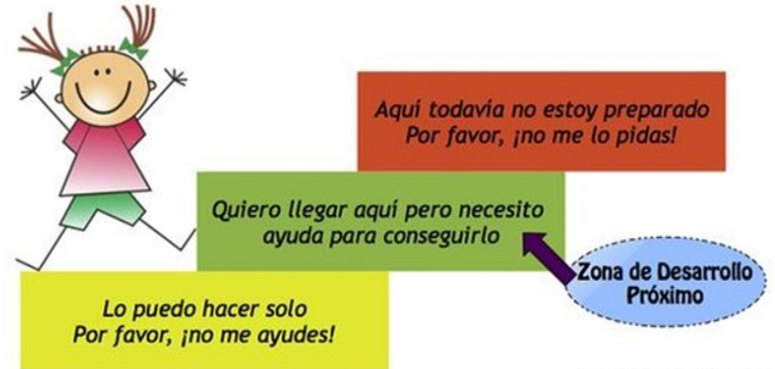 Aquí todavía no estoy preparado
Por favor, ¡no me lo pidas!
Quiero llegar aquí pero necesito
ayuda para conseguirlo
Zona de Desarrollo
Próximo
Lo puedo hacer solo
Por favor, ¡no me ayudes!